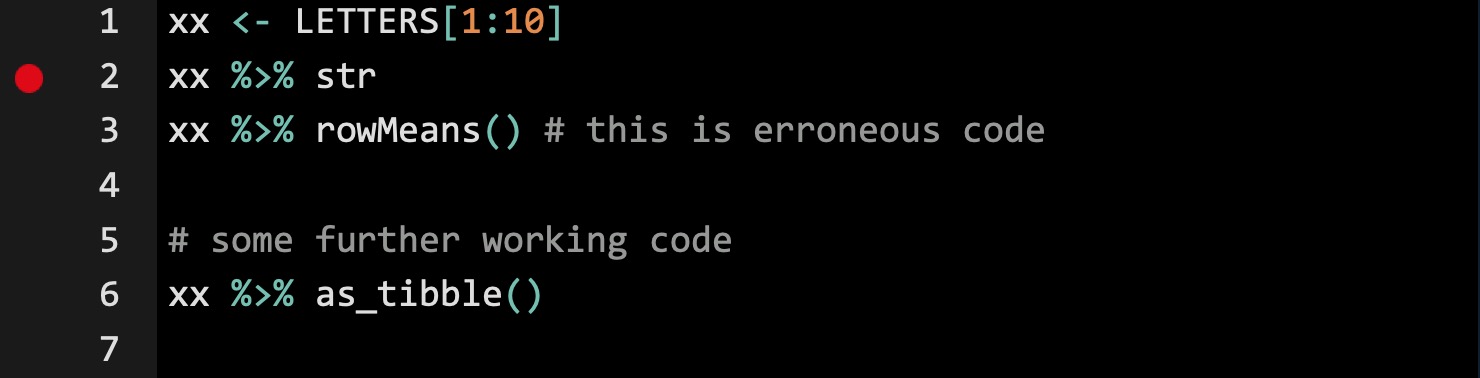 1 xx <- LETTERS[1:10]
2 xx %>% str
3 xx %>% rowMeans() # this is erroneous code
4
5 # some further working code
6 xx %>% as_tibble()
7